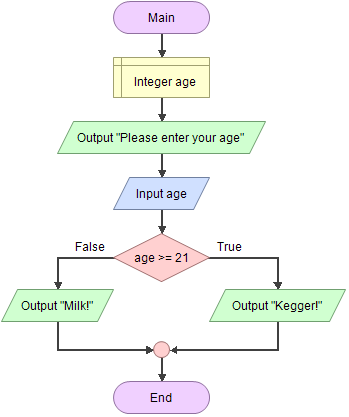 Main
Integer age
Output "Please enter your age"
Input age
False
True
age >= 21
Output "Milk!"
Output "Kegger!"
End